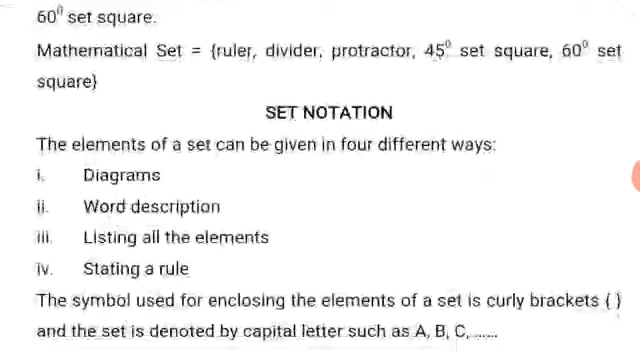 60⁰ set square.
Mathematical Set = {ruler, divider, protractor, 45⁰ set square, 60⁰ set
square}
SET NOTATION
The elements of a set can be given in four different ways:
i. Diagrams
ii. Word description
iii. Listing all the elements
iv. Stating a rule
The symbol used for enclosing the elements of a set is curly brackets { }
and the set is denoted by capital letter such as A, B, C, ......